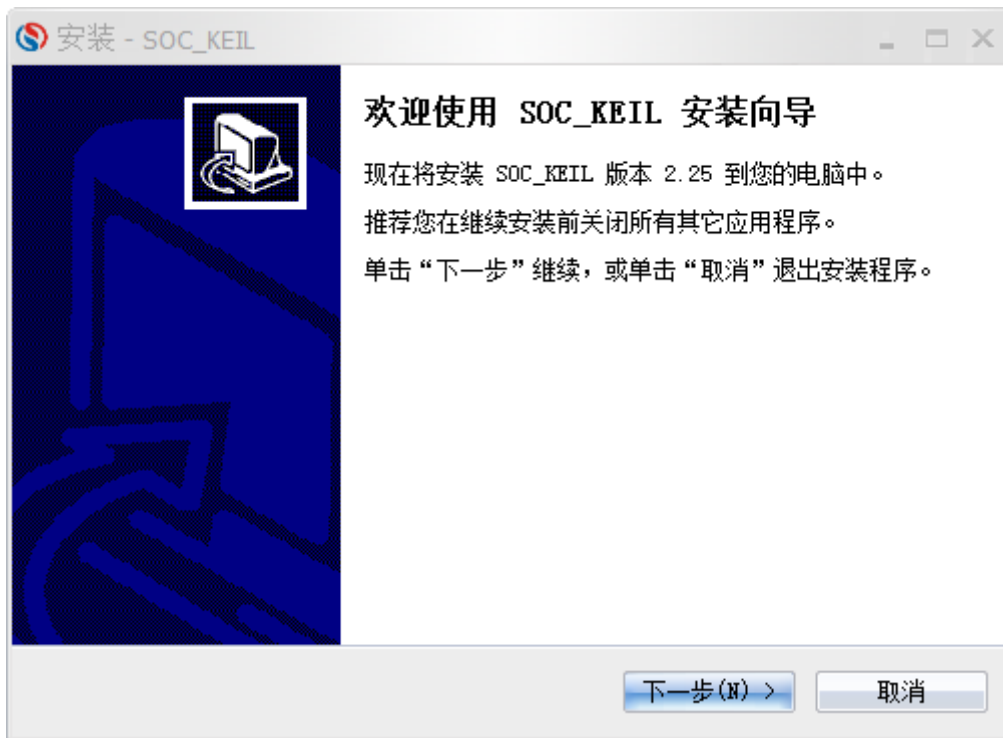 安装 - SOC_KEIL
欢迎使用 SOC_KEIL 安装向导
现在将安装 SOC_KEIL 版本 2.25 到您的电脑中。
推荐您在继续安装前关闭所有其它应用程序。
单击“下一步”继续，或单击“取消”退出安装程序。
下一步(N) >
取消